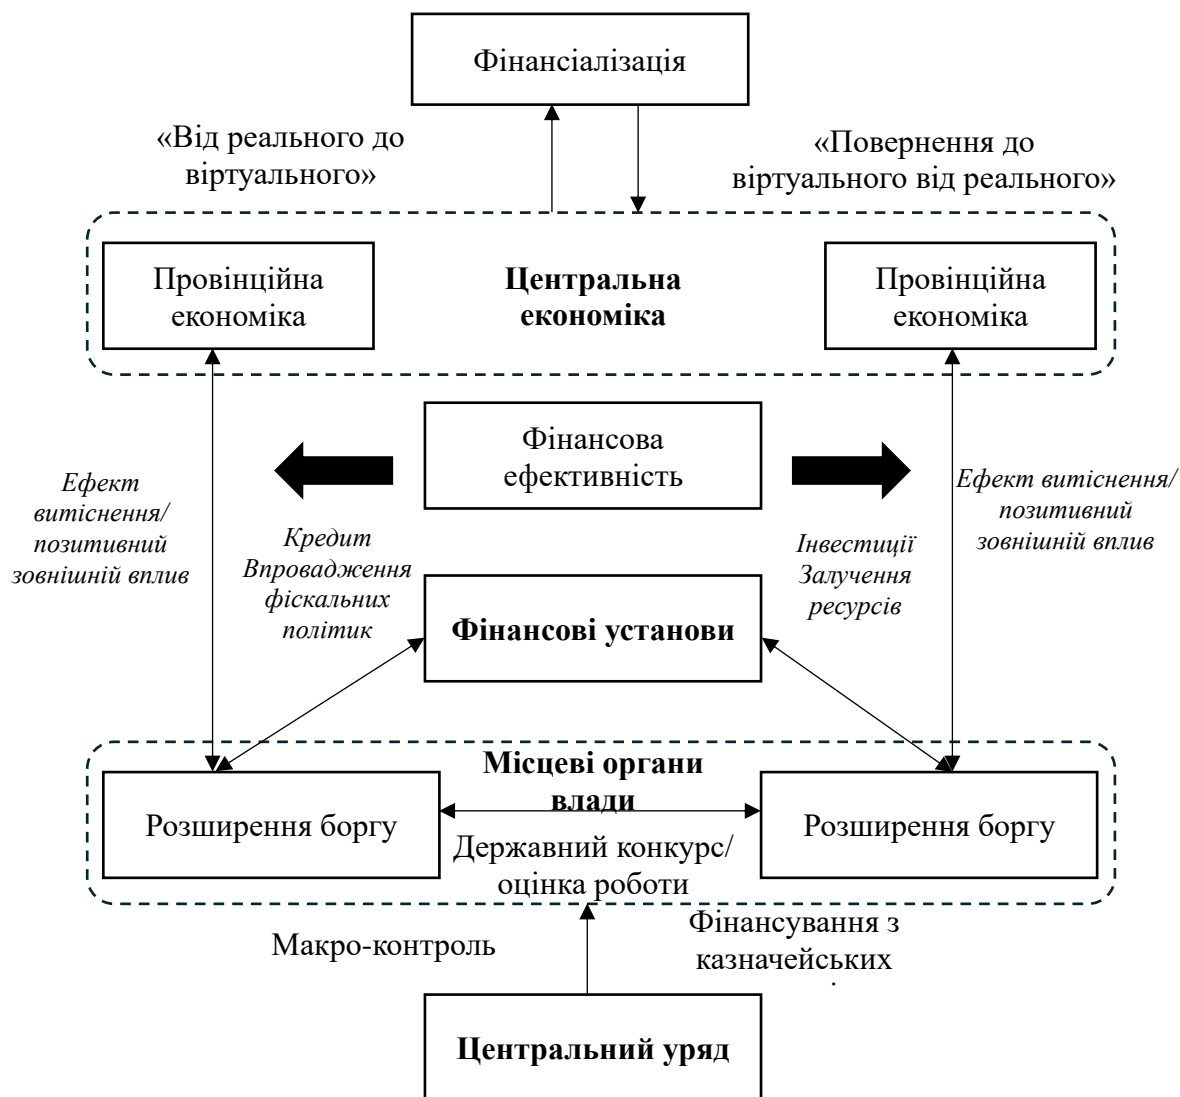 Фінансіалізація
«Від реального до
віртуального»
«Повернення до
віртуального від реального»
Провінційна
економіка
Центральна
економіка
Провінційна
економіка
Фінансова
ефективність
Ефект
витіснення/
позитивний
зовнішній вплив
Кредит
Впровадження
фіскальних
політик
Інвестиції
Залучення
ресурсів
Ефект витіснення/
позитивний
зовнішній вплив
Фінансові установи
Місцеві органи
влади
Розширення боргу
Розширення боргу
Державний конкурс/
оцінка роботи
Макро-контроль
Фінансування з
казначейських
Центральний уряд